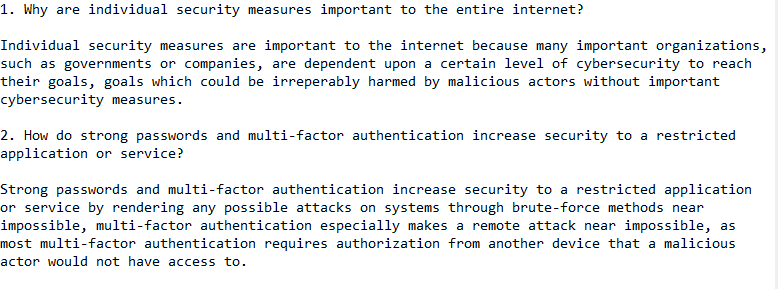 1. Why are individual security measures important to the entire internet?
Individual security measures are important to the internet because many important organizations,
such as governments or companies, are dependent upon a certain level of cybersecurity to reach
their goals, goals which could be irreperably harmed by malicious actors without important
cybersecurity measures.
2. How do strong passwords and multi-factor authentication increase security to a restricted
application or service?
Strong passwords and multi-factor authentication increase security to a restricted application
or service by rendering any possible attacks on systems through brute-force methods near
impossible, multi-factor authentication especially makes a remote attack near impossible, as
most multi-factor authentication requires authorization from another device that a malicious
actor would not have access to.